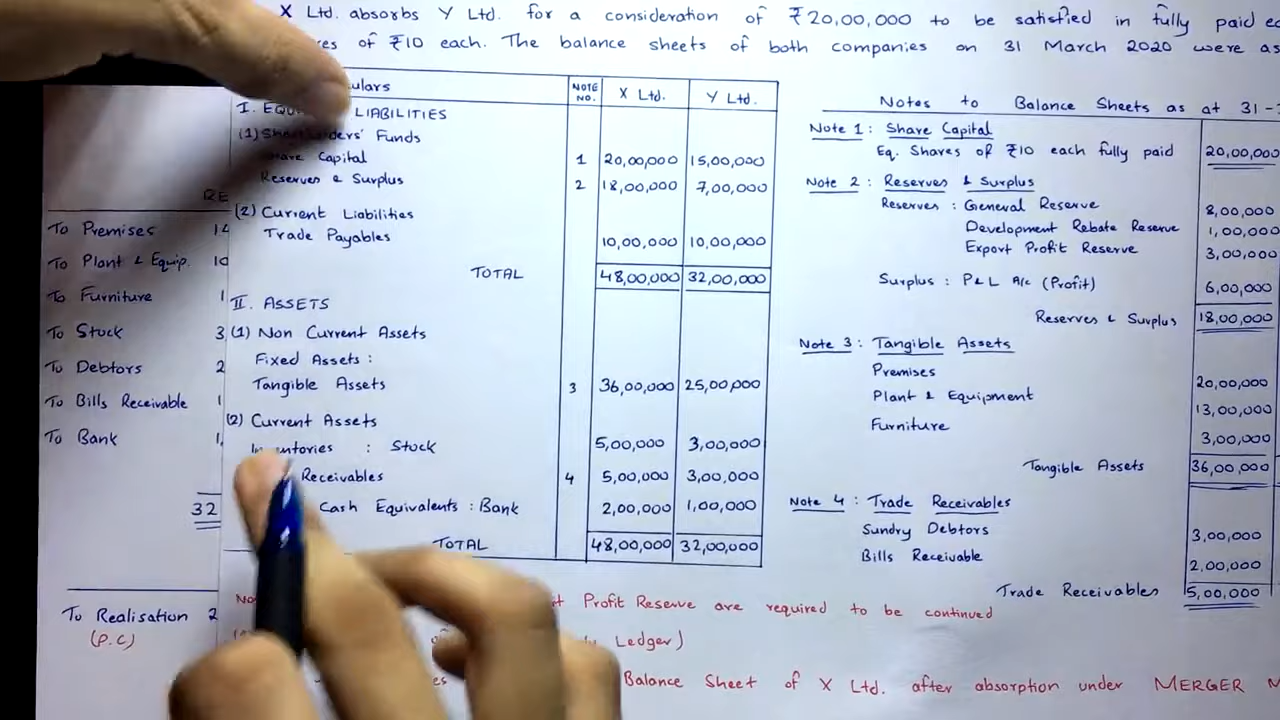 X Ltd. absorbs Y Ltd. for a consideration of ₹20,00,000 to be satisfied in fully paid
of ₹10 each. The balance sheets of both companies on 31 March 2020 were as
NOTE NO. X Ltd. Y Ltd.
I. LIABILITIES
(1) Funds
Capital 1 20,00,000 15,00,000
Reserves & Surplus 2 18,00,000 7,00,000
(2) Current Liabilities
Trade Payables 10,00,000 10,00,000
TOTAL 48,00,000 32,00,000
II. ASSETS
(1) Non Current Assets
Fixed Assets :
Tangible Assets 3 36,00,000 25,00,000
(2) Current Assets
: Stock 5,00,000 3,00,000
Receivables 4 5,00,000 3,00,000
Cash Equivalents : Bank 2,00,000 1,00,000
TOTAL 48,00,000 32,00,000
Notes to Balance Sheets as at 31-
Note 1 : Share Capital
Eq. Shares of ₹10 each fully paid 20,00,000
Note 2 : Reserves & Surplus
Reserves : General Reserve 8,00,000
Development Rebate Reserve 1,00,000
Export Profit Reserve 3,00,000
Surplus : P&L A/c (Profit) 6,00,000
Reserves & Surplus 18,00,000
Note 3 : Tangible Assets
Premises 20,00,000
Plant & Equipment 13,00,000
Furniture 3,00,000
Tangible Assets 36,00,000
Note 4 : Trade Receivables
Sundry Debtors 3,00,000
Bills Receivable 2,00,000
Trade Receivables 5,00,000
To Premises 14
To Plant & Equip. 10
To Furniture 1
To Stock 3,
To Debtors 2
To Bills Receivable 1
To Bank 1,
32
To Realisation 2
(P.C)
Profit Reserve are required to be continued
Ledger)
Balance Sheet of X Ltd. after absorption under MERGER